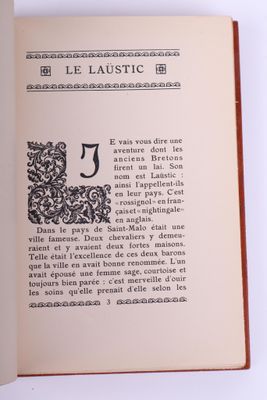 LE LAÜSTIC
JE vais vous dire une
aventure dont les
anciens Bretons
firent un lai. Son
nom est Laüstic :
ainsi l'appellent-ils
en leur pays. C'est
«rossignol» en fran-
çais et «nightingale»
en anglais.
Dans le pays de Saint-Malo était une
ville fameuse. Deux chevaliers y demeu-
raient et y avaient deux fortes maisons.
Telle était l'excellence de ces deux barons
que la ville en avait bonne renommée. L'un
avait épousé une femme sage, courtoise et
toujours bien parée : c'est merveille d'ouïr
les soins qu'elle prenait d'elle selon les
3